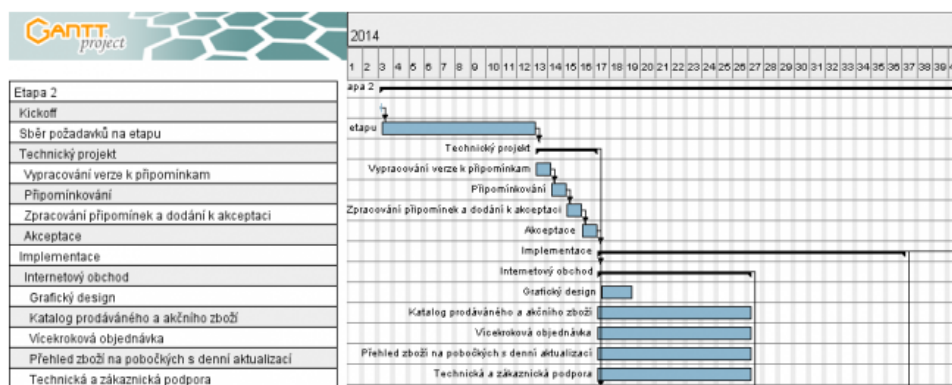 GANTT
project
2014
1 2 3 4 5 6 7 8 9 10 11 12 13 14 15 16 17 18 19 20 21 22 23 24 25 26 27 28 29 30 31 32 33 34 35 36 37 38 39
Etapa 2
apa 2
Kickoff
Sběr požadavků na etapu
etapu
Technický projekt
Technický projekt
Vypracování verze k připomínkam
Vypracování verze k připomínkam
Připomínkování
Připomínkování
Zpracování připomínek a dodání k akceptaci
Zpracování připomínek a dodání k akceptaci
Akceptace
Akceptace
Implementace
Implementace
Internetový obchod
Internetový obchod
Grafický design
Grafický design
Katalog prodáváného a akčního zboží
Katalog prodáváného a akčního zboží
Vícekroková objednávka
Vícekroková objednávka
Přehled zboží na pobočkých s denní aktualizací
Přehled zboží na pobočkých s denní aktualizací
Technická a zákaznická podpora
Technická a zákaznická podpora